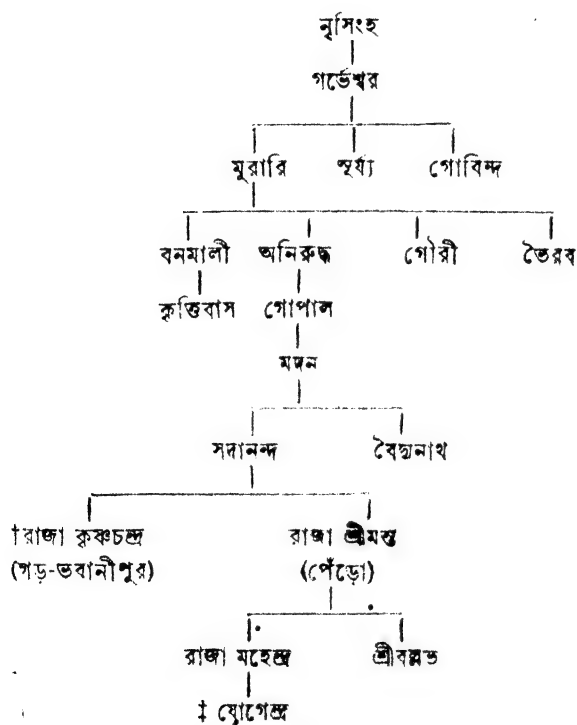 নৃসিংহ
গর্ভেশ্বর
মুরারি সূর্য্য গোবিন্দ
বনমালী অনিরুদ্ধ গৌরী ভৈরব
কৃত্তিবাস গোপাল
মদন
সদানন্দ বৈদ্যনাথ
†রাজা কৃষ্ণচন্দ্র রাজা শ্রীমন্ত
(গড়-ভবানীপুর) (পেঁড়ো)
রাজা মহেন্দ্র শ্রীবল্লভ
‡ যোগেন্দ্র